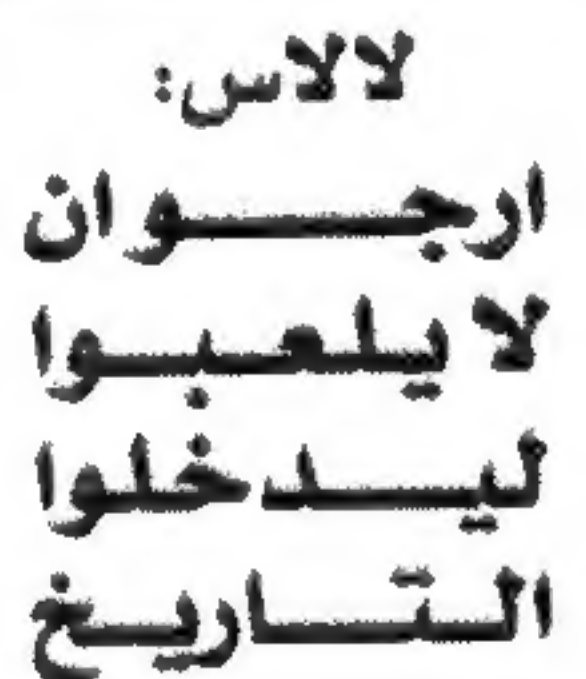 لالاس:
ارجوان
لا يلعبوا
ليدخلوا
التاريخ